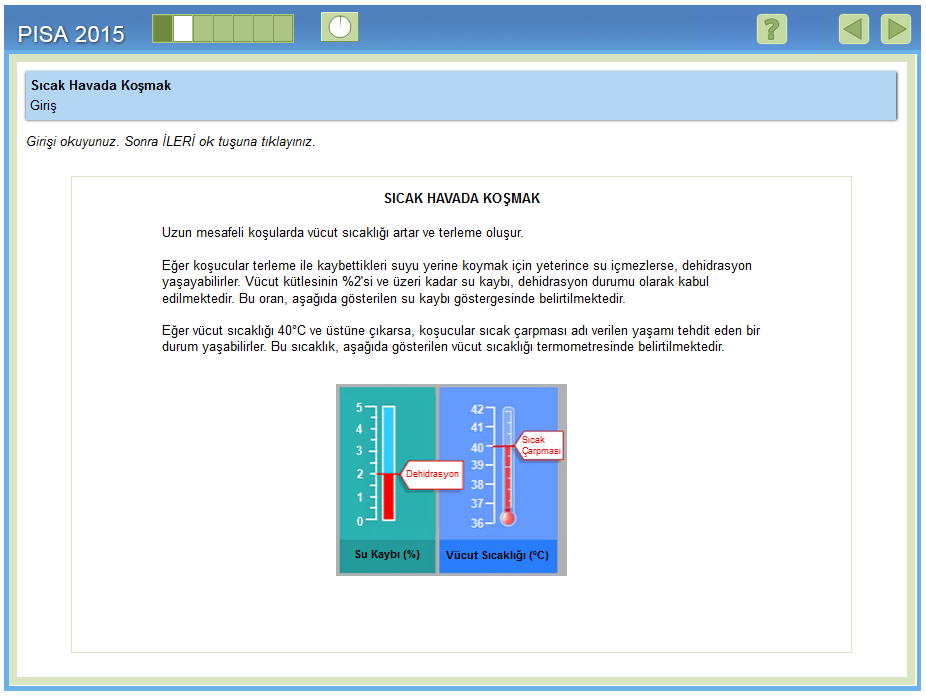 PISA 2015
?
Sıcak Havada Koşmak
Giriş
Girişi okuyunuz. Sonra İLERİ ok tuşuna tıklayınız.
SICAK HAVADA KOŞMAK
Uzun mesafeli koşularda vücut sıcaklığı artar ve terleme oluşur.
Eğer koşucular terleme ile kaybettikleri suyu yerine koymak için yeterince su içmezlerse, dehidrasyon
yaşayabilirler. Vücut kütlesinin %2'si ve üzeri kadar su kaybı, dehidrasyon durumu olarak kabul
edilmektedir. Bu oran, aşağıda gösterilen su kaybı göstergesinde belirtilmektedir.
Eğer vücut sıcaklığı 40°C ve üstüne çıkarsa, koşucular sıcak çarpması adı verilen yaşamı tehdit eden bir
durum yaşabilirler. Bu sıcaklık, aşağıda gösterilen vücut sıcaklığı termometresinde belirtilmektedir.
5
4
3
2
1
0
Dehidrasyon
Su Kaybı (%)
42
41
40
39
38
37
36
Sıcak
Çarpması
Vücut Sıcaklığı (°C)